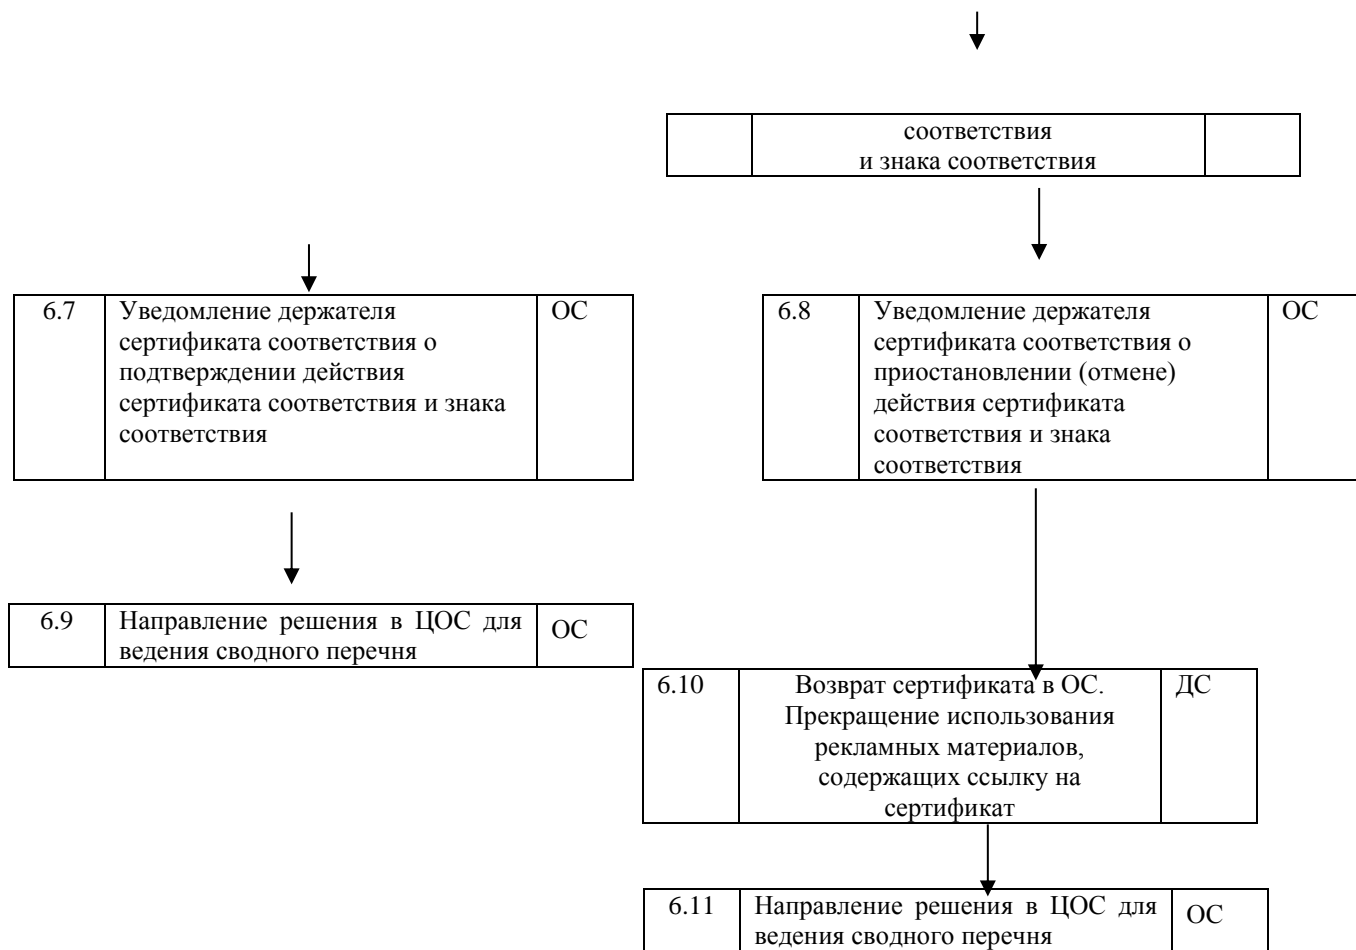 соответствия
и знака соответствия
6.7 Уведомление держателя ОС
сертификата соответствия о
подтверждении действия
сертификата соответствия и знака
соответствия
6.8 Уведомление держателя ОС
сертификата соответствия о
приостановлении (отмене)
действия сертификата
соответствия и знака
соответствия
6.9 Направление решения в ЦОС для ОС
ведения сводного перечня
6.10 Возврат сертификата в ОС. ДС
Прекращение использования
рекламных материалов,
содержащих ссылку на
сертификат
6.11 Направление решения в ЦОС для ОС
ведения сводного перечня